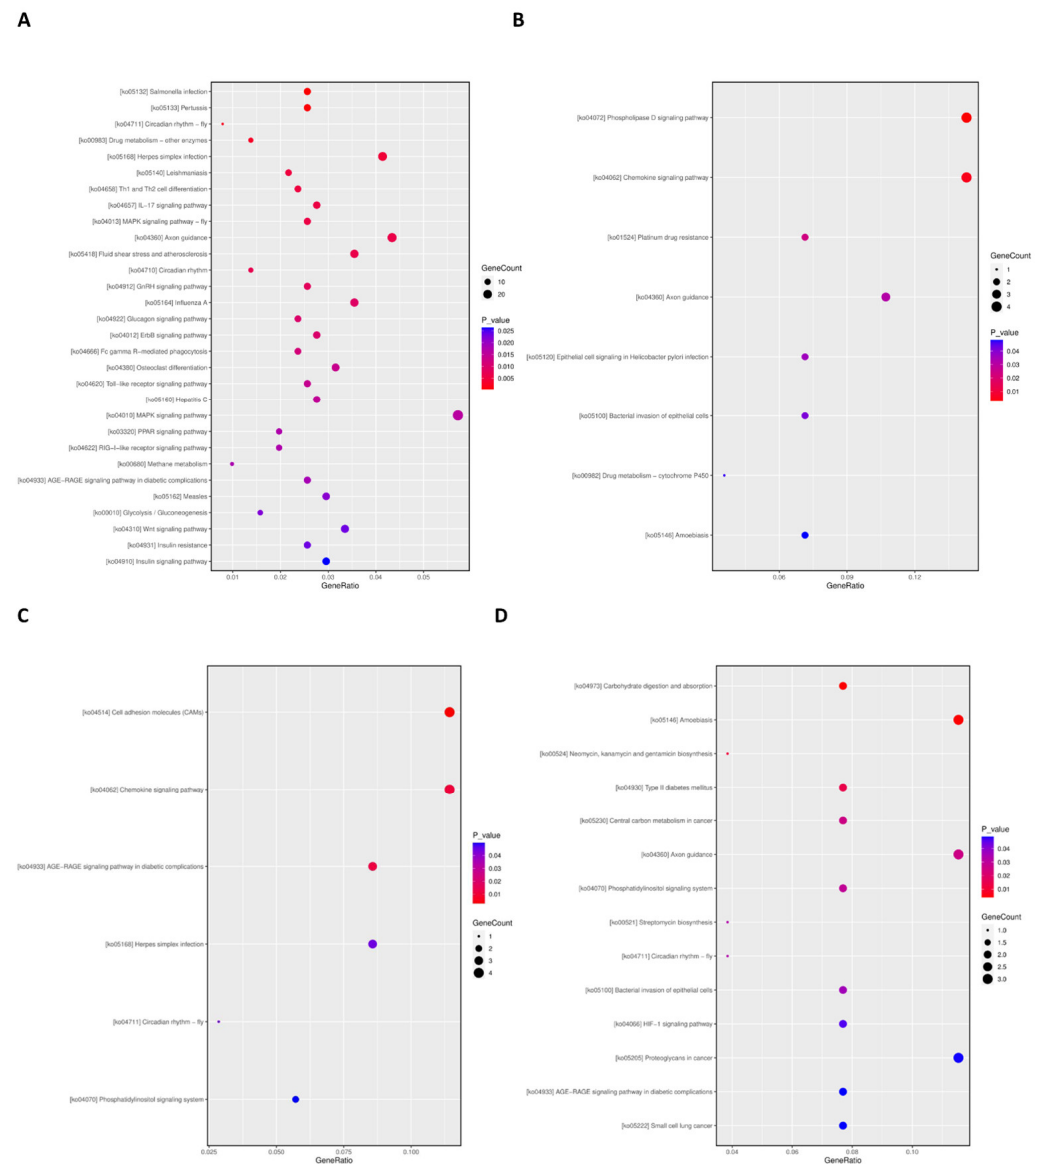 A
[ko05132] Salmonella infection
[ko05133] Pertussis
[ko04711] Circadian rhythm − fly
[ko00983] Drug metabolism − other enzymes
[ko05168] Herpes simplex infection
[ko05140] Leishmaniasis
[ko04658] Th1 and Th2 cell differentiation
[ko04657] IL−17 signaling pathway
[ko04013] MAPK signaling pathway − fly
[ko04360] Axon guidance
[ko05418] Fluid shear stress and atherosclerosis
[ko04710] Circadian rhythm
[ko04912] GnRH signaling pathway
[ko05164] Influenza A
[ko04922] Glucagon signaling pathway
[ko04012] ErbB signaling pathway
[ko04666] Fc gamma R−mediated phagocytosis
[ko04380] Osteoclast differentiation
[ko04620] Toll−like receptor signaling pathway
[ko05160] Hepatitis C
[ko04010] MAPK signaling pathway
[ko03320] PPAR signaling pathway
[ko04622] RIG−I−like receptor signaling pathway
[ko00680] Methane metabolism
[ko04933] AGE−RAGE signaling pathway in diabetic complications
[ko05162] Measles
[ko00010] Glycolysis / Gluconeogenesis
[ko04310] Wnt signaling pathway
[ko04931] Insulin resistance
[ko04910] Insulin signaling pathway
0.01 0.02 0.03 0.04 0.05
GeneRatio
GeneCount
10
20
P_value
0.025
0.020
0.015
0.010
0.005
B
[ko04072] Phospholipase D signaling pathway
[ko04062] Chemokine signaling pathway
[ko01524] Platinum drug resistance
[ko04360] Axon guidance
[ko05120] Epithelial cell signaling in Helicobacter pylori infection
[ko05100] Bacterial invasion of epithelial cells
[ko00982] Drug metabolism − cytochrome P450
[ko05146] Amoebiasis
0.06 0.09 0.12
GeneRatio
GeneCount
1
2
3
4
P_value
0.04
0.03
0.02
0.01
C
[ko04514] Cell adhesion molecules (CAMs)
[ko04062] Chemokine signaling pathway
[ko04933] AGE−RAGE signaling pathway in diabetic complications
[ko05168] Herpes simplex infection
[ko04711] Circadian rhythm − fly
[ko04070] Phosphatidylinositol signaling system
0.025 0.050 0.075 0.100
GeneRatio
P_value
0.04
0.03
0.02
0.01
GeneCount
1
2
3
4
D
[ko04973] Carbohydrate digestion and absorption
[ko05146] Amoebiasis
[ko00524] Neomycin, kanamycin and gentamicin biosynthesis
[ko04930] Type II diabetes mellitus
[ko05230] Central carbon metabolism in cancer
[ko04360] Axon guidance
[ko04070] Phosphatidylinositol signaling system
[ko00521] Streptomycin biosynthesis
[ko04711] Circadian rhythm − fly
[ko05100] Bacterial invasion of epithelial cells
[ko04066] HIF−1 signaling pathway
[ko05205] Proteoglycans in cancer
[ko04933] AGE−RAGE signaling pathway in diabetic complications
[ko05222] Small cell lung cancer
0.04 0.06 0.08 0.10
GeneRatio
P_value
0.04
0.03
0.02
0.01
GeneCount
1.0
1.5
2.0
2.5
3.0